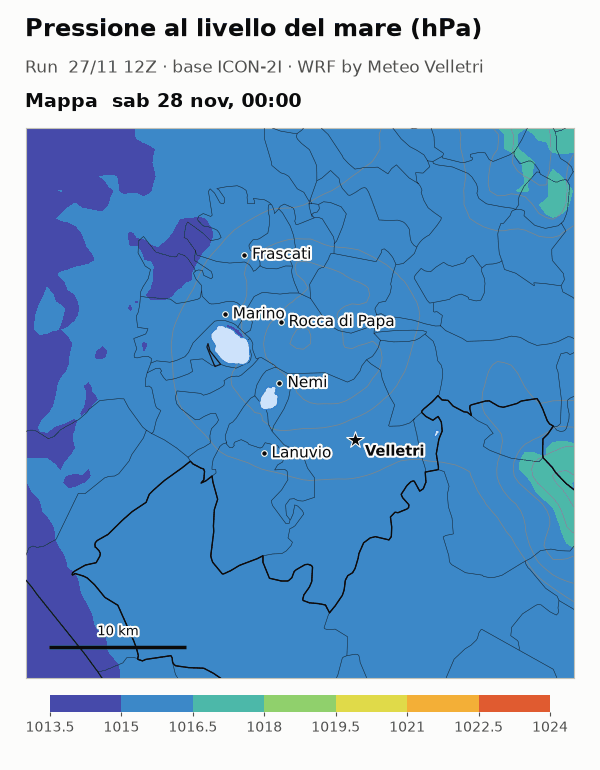 Pressione al livello del mare (hPa)
Run  27/11 12Z · base ICON-2I · WRF by Meteo Velletri
Mappa  sab 28 nov, 00:00
Frascati
Marino
Rocca di Papa
Nemi
Velletri
Lanuvio
10 km
1013.5 1015 1016.5 1018 1019.5 1021 1022.5 1024